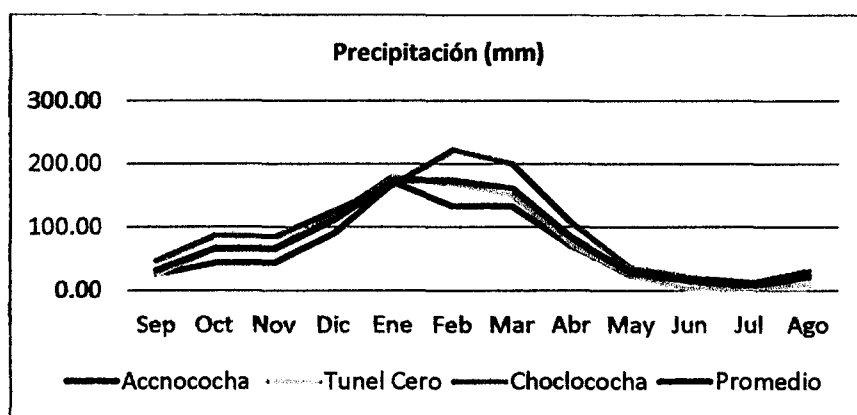 Precipitación (mm)
300.00
200.00
100.00
0.00
Sep Oct Nov Dic Ene Feb Mar Abr May Jun Jul Ago
Accnococha Tunel Cero Choclococha Promedio